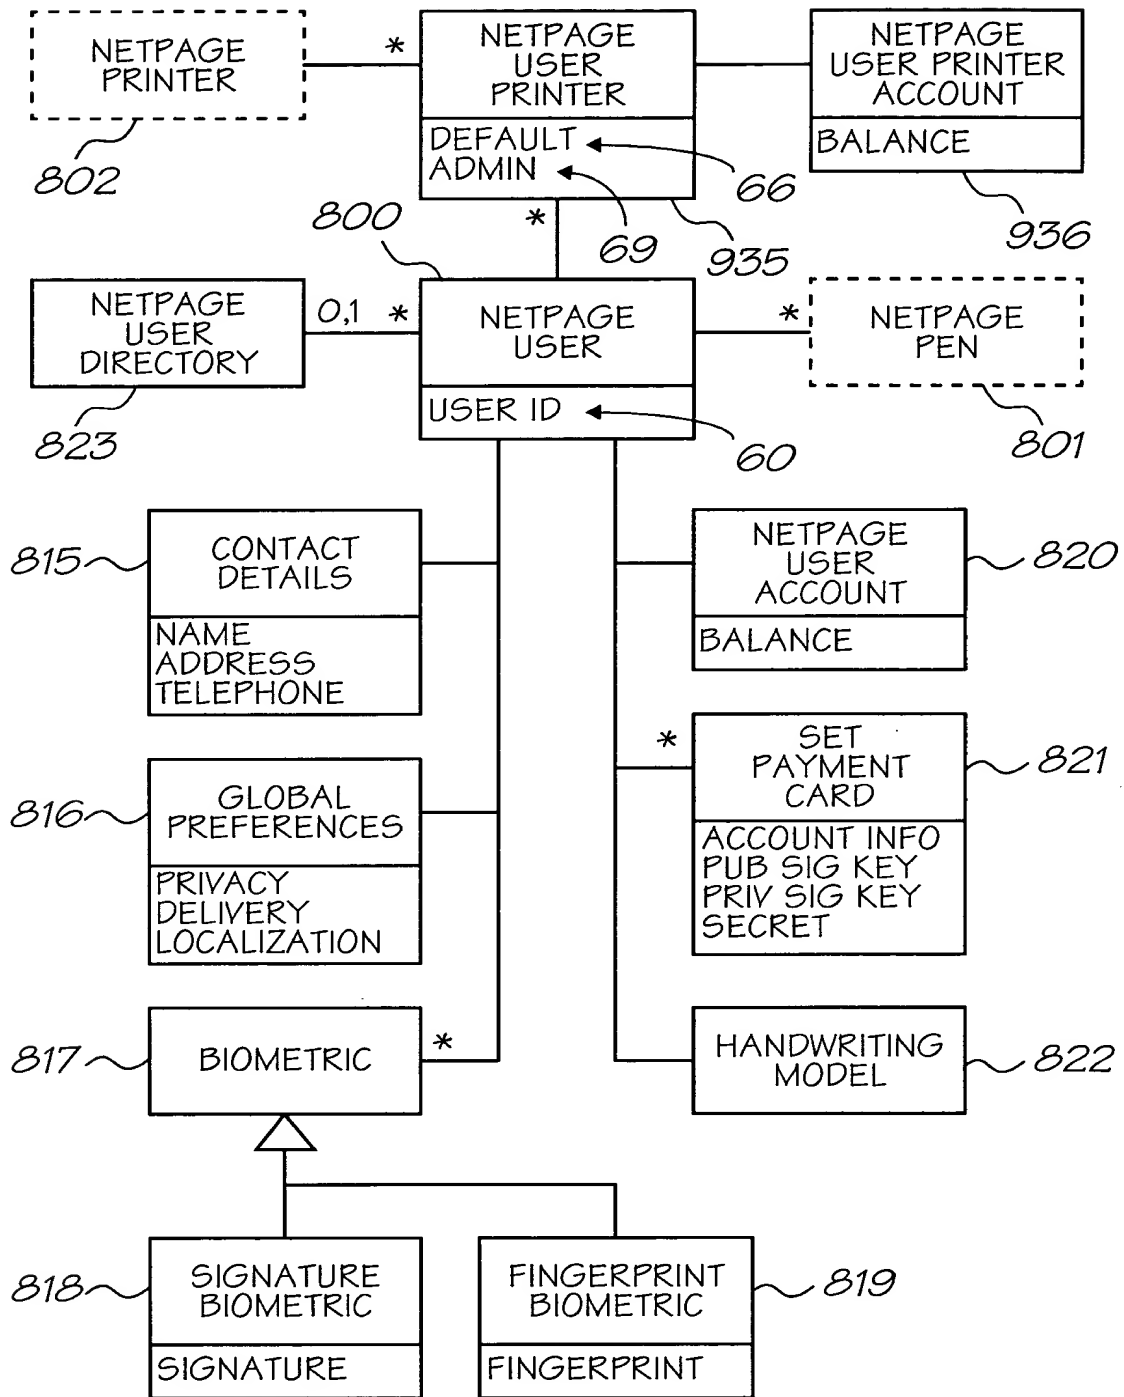 NETPAGE
PRINTER
802
*
NETPAGE
USER
PRINTER
DEFAULT
ADMIN
66
69
935
NETPAGE
USER PRINTER
ACCOUNT
BALANCE
936
*
800
NETPAGE
USER
DIRECTORY
823
0,1
*
NETPAGE
USER
USER ID
60
*
NETPAGE
PEN
801
815
CONTACT
DETAILS
NAME
ADDRESS
TELEPHONE
NETPAGE
USER
ACCOUNT
BALANCE
820
816
GLOBAL
PREFERENCES
PRIVACY
DELIVERY
LOCALIZATION
*
SET
PAYMENT
CARD
ACCOUNT INFO
PUB SIG KEY
PRIV SIG KEY
SECRET
821
817
BIOMETRIC
*
HANDWRITING
MODEL
822
818
SIGNATURE
BIOMETRIC
SIGNATURE
FINGERPRINT
BIOMETRIC
FINGERPRINT
819